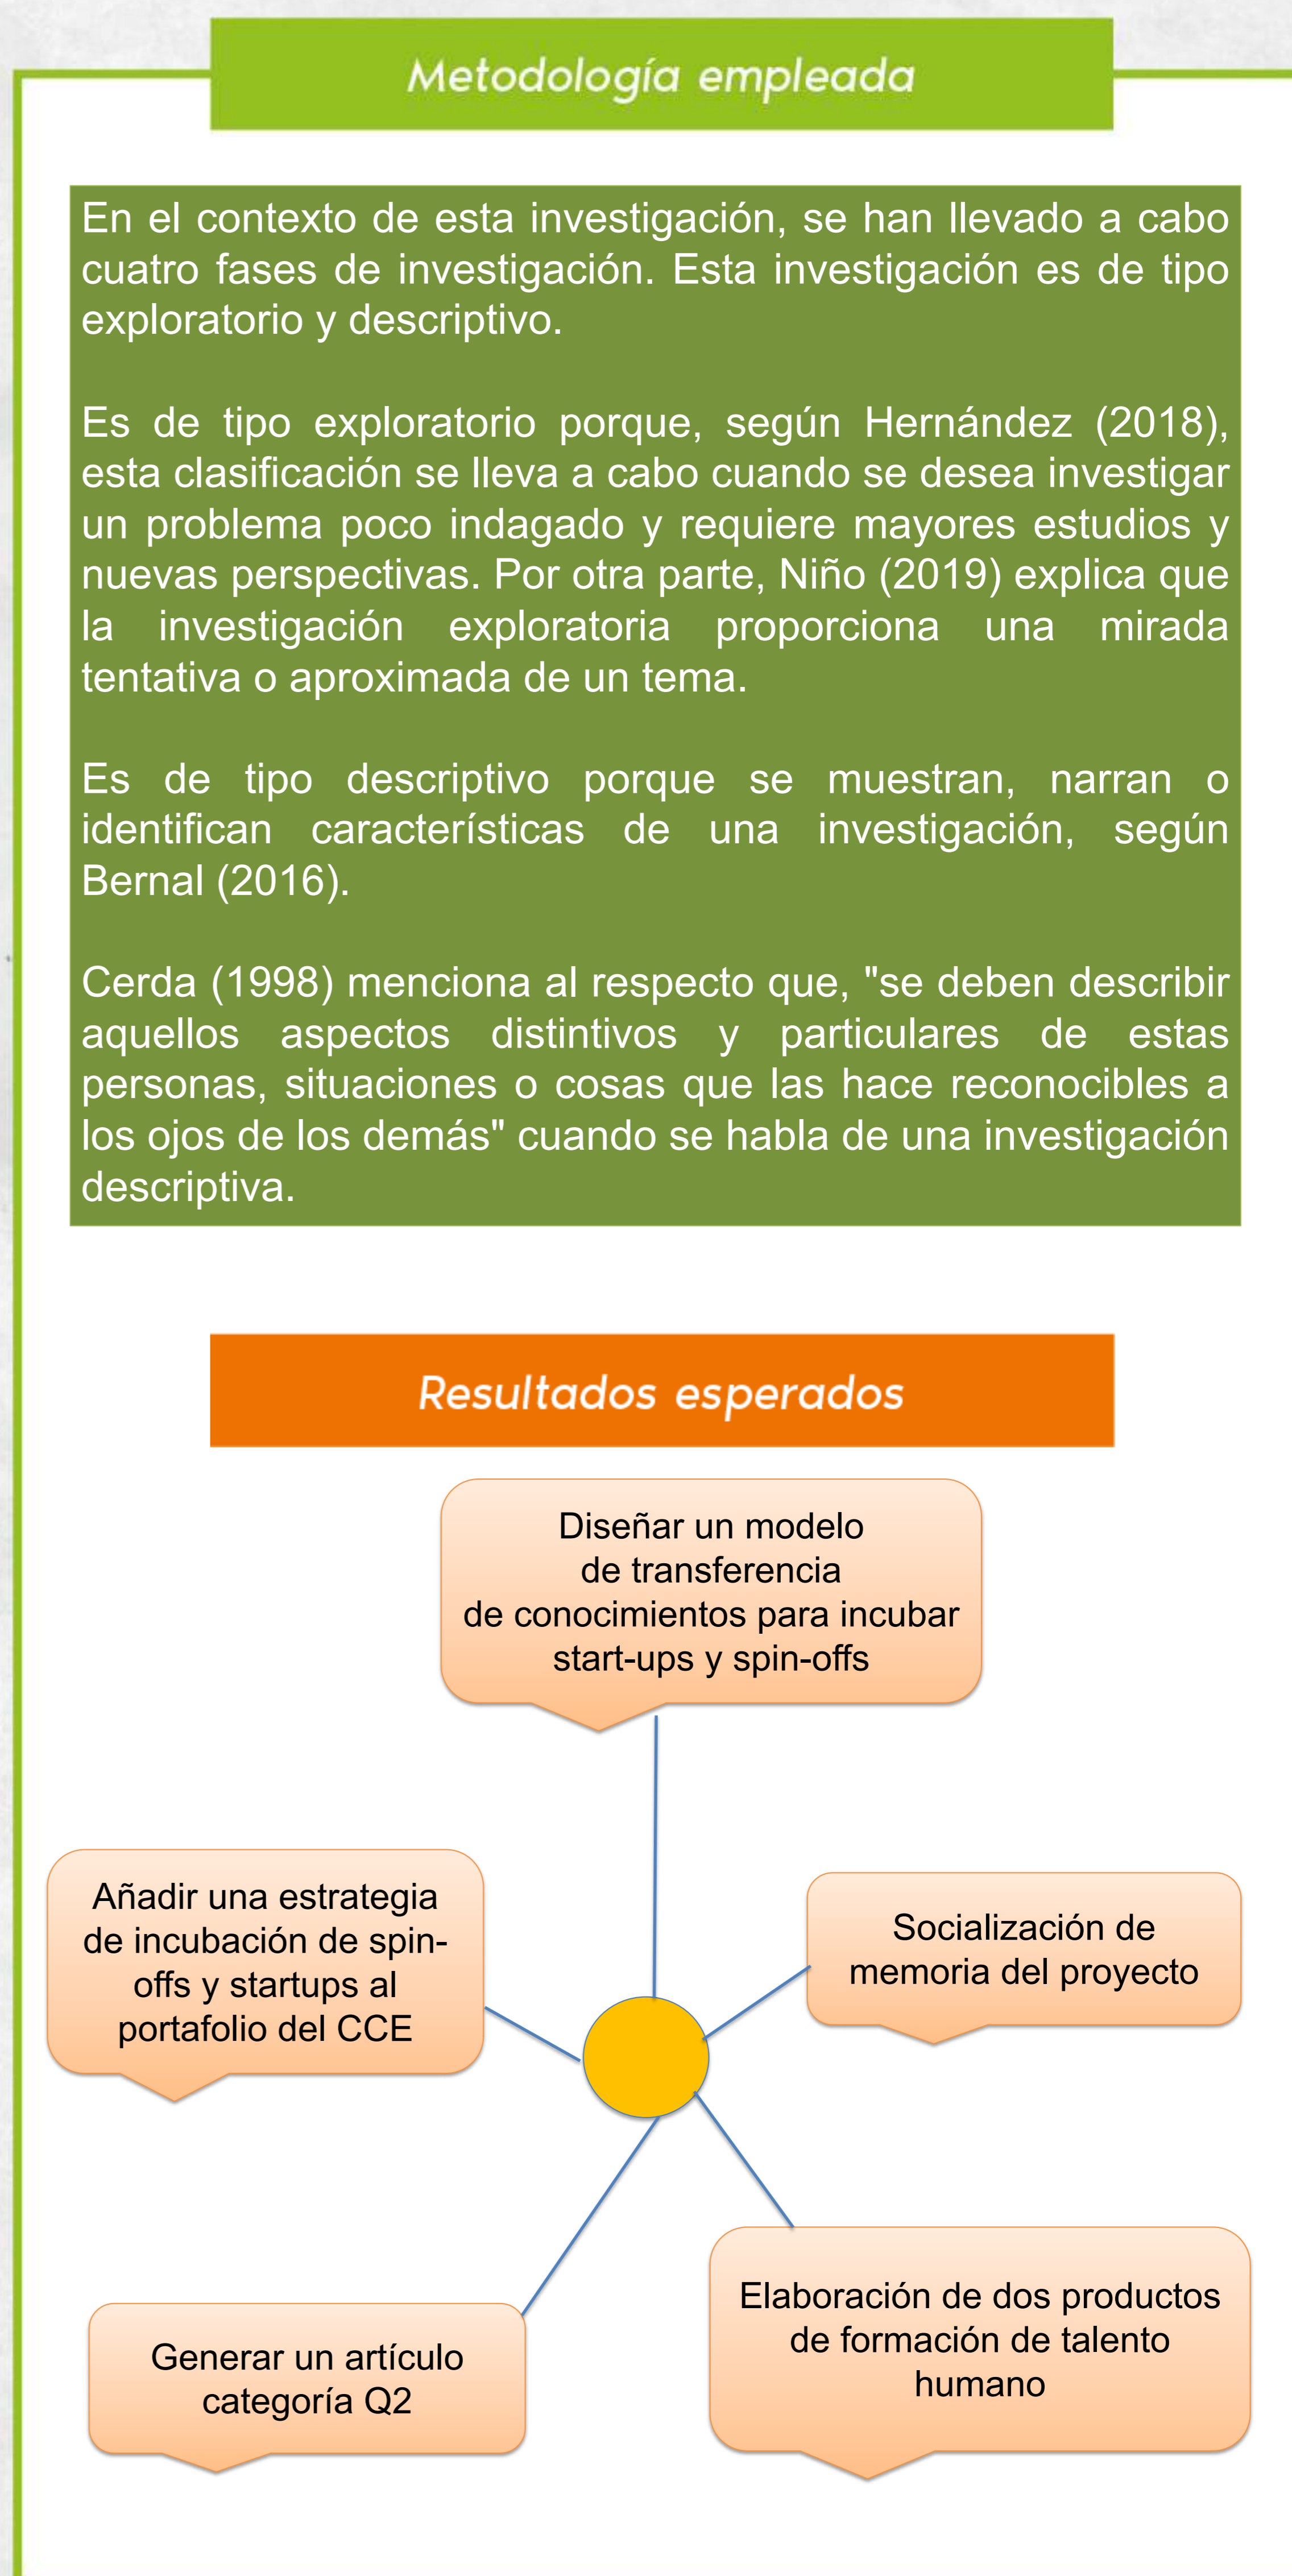 Metodología empleada
En el contexto de esta investigación, se han llevado a cabo
cuatro fases de investigación. Esta investigación es de tipo
exploratorio y descriptivo.
Es de tipo exploratorio porque, según Hernández (2018),
esta clasificación se lleva a cabo cuando se desea investigar
un problema poco indagado y requiere mayores estudios y
nuevas perspectivas. Por otra parte, Niño (2019) explica que
la investigación exploratoria proporciona una mirada
tentativa o aproximada de un tema.
Es de tipo descriptivo porque se muestran, narran o
identifican características de una investigación, según
Bernal (2016).
Cerda (1998) menciona al respecto que, "se deben describir
aquellos aspectos distintivos y particulares de estas
personas, situaciones o cosas que las hace reconocibles a
los ojos de los demás" cuando se habla de una investigación
descriptiva.
Resultados esperados
Diseñar un modelo
de transferencia
de conocimientos para incubar
start-ups y spin-offs
Añadir una estrategia
de incubación de spin-
offs y startups al
portafolio del CCE
Socialización de
memoria del proyecto
Elaboración de dos productos
de formación de talento
humano
Generar un artículo
categoría Q2